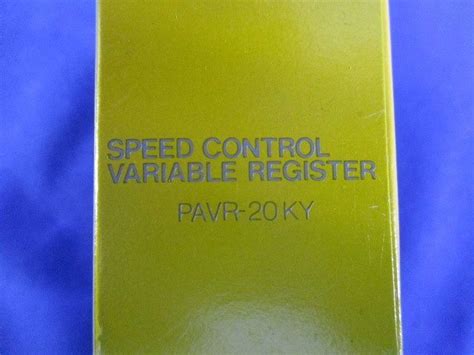 SPEED CONTROL
VARIABLE REGISTER
PAVR-20KY